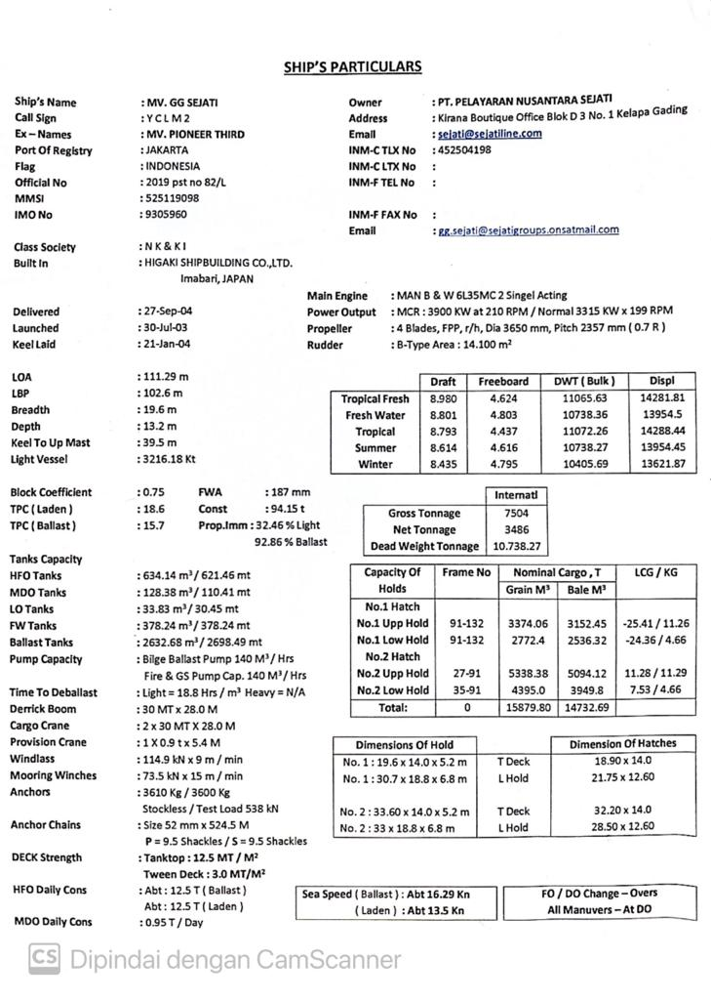 SHIP'S PARTICULARS
Ship's Name : MV. GG SEJATI Owner : PT. PELAYARAN NUSANTARA SEJATI
Call Sign : Y C L M 2 Address : Kirana Boutique Office Blok D 3 No. 1 Kelapa Gading
Ex – Names : MV. PIONEER THIRD Email : sejati@sejatiline.com
Port Of Registry : JAKARTA INM-C TLX No : 452504198
Flag : INDONESIA INM-C LTX No :
Official No : 2019 pst no 82/L INM-F TEL No :
MMSI : 525119098
IMO No : 9305960 INM-F FAX No :
Email : gg.sejati@sejatigroups.onsatmail.com
Class Society : N K & K I
Built In : HIGAKI SHIPBUILDING CO.,LTD.
Imabari, JAPAN
Main Engine : MAN B & W 6L35MC 2 Singel Acting
Delivered : 27-Sep-04 Power Output : MCR : 3900 KW at 210 RPM / Normal 3315 KW x 199 RPM
Launched : 30-Jul-03 Propeller : 4 Blades, FPP, r/h, Dia 3650 mm, Pitch 2357 mm ( 0.7 R )
Keel Laid : 21-Jan-04 Rudder : B-Type Area : 14.100 m²
LOA : 111.29 m
LBP : 102.6 m
Breadth : 19.6 m
Depth : 13.2 m
Keel To Up Mast : 39.5 m
Light Vessel : 3216.18 Kt
Draft Freeboard DWT ( Bulk ) Displ
Tropical Fresh 8.980 4.624 11065.63 14281.81
Fresh Water 8.801 4.803 10738.36 13954.5
Tropical 8.793 4.437 11072.26 14288.44
Summer 8.614 4.616 10738.27 13954.45
Winter 8.435 4.795 10405.69 13621.87
Block Coefficient : 0.75 FWA : 187 mm
TPC ( Laden ) : 18.6 Const : 94.15 t
TPC ( Ballast ) : 15.7 Prop.Imm : 32.46 % Light
92.86 % Ballast
Internatl
Gross Tonnage 7504
Net Tonnage 3486
Dead Weight Tonnage 10.738.27
Tanks Capacity
HFO Tanks : 634.14 m³/ 621.46 mt
MDO Tanks : 128.38 m³/ 110.41 mt
LO Tanks : 33.83 m³/ 30.45 mt
FW Tanks : 378.24 m³/ 378.24 mt
Ballast Tanks : 2632.68 m³/ 2698.49 mt
Pump Capacity : Bilge Ballast Pump 140 M³/ Hrs
Fire & GS Pump Cap. 140 M³/ Hrs
Time To Deballast : Light = 18.8 Hrs / m³ Heavy = N/A
Derrick Boom : 30 MT x 28.0 M
Cargo Crane : 2 x 30 MT X 28.0 M
Provision Crane : 1 X 0.9 t x 5.4 M
Windlass : 114.9 kN x 9 m / min
Mooring Winches : 73.5 kN x 15 m / min
Anchors : 3610 Kg / 3600 Kg
Stockless / Test Load 538 kN
Anchor Chains : Size 52 mm x 524.5 M
P = 9.5 Shackles / S = 9.5 Shackles
DECK Strength : Tanktop : 12.5 MT / M²
Tween Deck : 3.0 MT/M²
HFO Daily Cons : Abt : 12.5 T ( Ballast )
Abt : 12.5 T ( Laden )
MDO Daily Cons : 0.95 T / Day
Capacity Of Frame No Nominal Cargo , T LCG / KG
Holds Grain M³ Bale M³
No.1 Hatch
No.1 Upp Hold 91-132 3374.06 3152.45 -25.41 / 11.26
No.1 Low Hold 91-132 2772.4 2536.32 -24.36 / 4.66
No.2 Hatch
No.2 Upp Hold 27-91 5338.38 5094.12 11.28 / 11.29
No.2 Low Hold 35-91 4395.0 3949.8 7.53 / 4.66
Total: 0 15879.80 14732.69
Dimensions Of Hold Dimension Of Hatches
No. 1 : 19.6 x 14.0 x 5.2 m T Deck 18.90 x 14.0
No. 1 : 30.7 x 18.8 x 6.8 m L Hold 21.75 x 12.60
No. 2 : 33.60 x 14.0 x 5.2 m T Deck 32.20 x 14.0
No. 2 : 33 x 18.8 x 6.8 m L Hold 28.50 x 12.60
Sea Speed ( Ballast ) : Abt 16.29 Kn
( Laden ) : Abt 13.5 Kn
FO / DO Change – Overs
All Manuvers – At DO
CS Dipindai dengan CamScanner